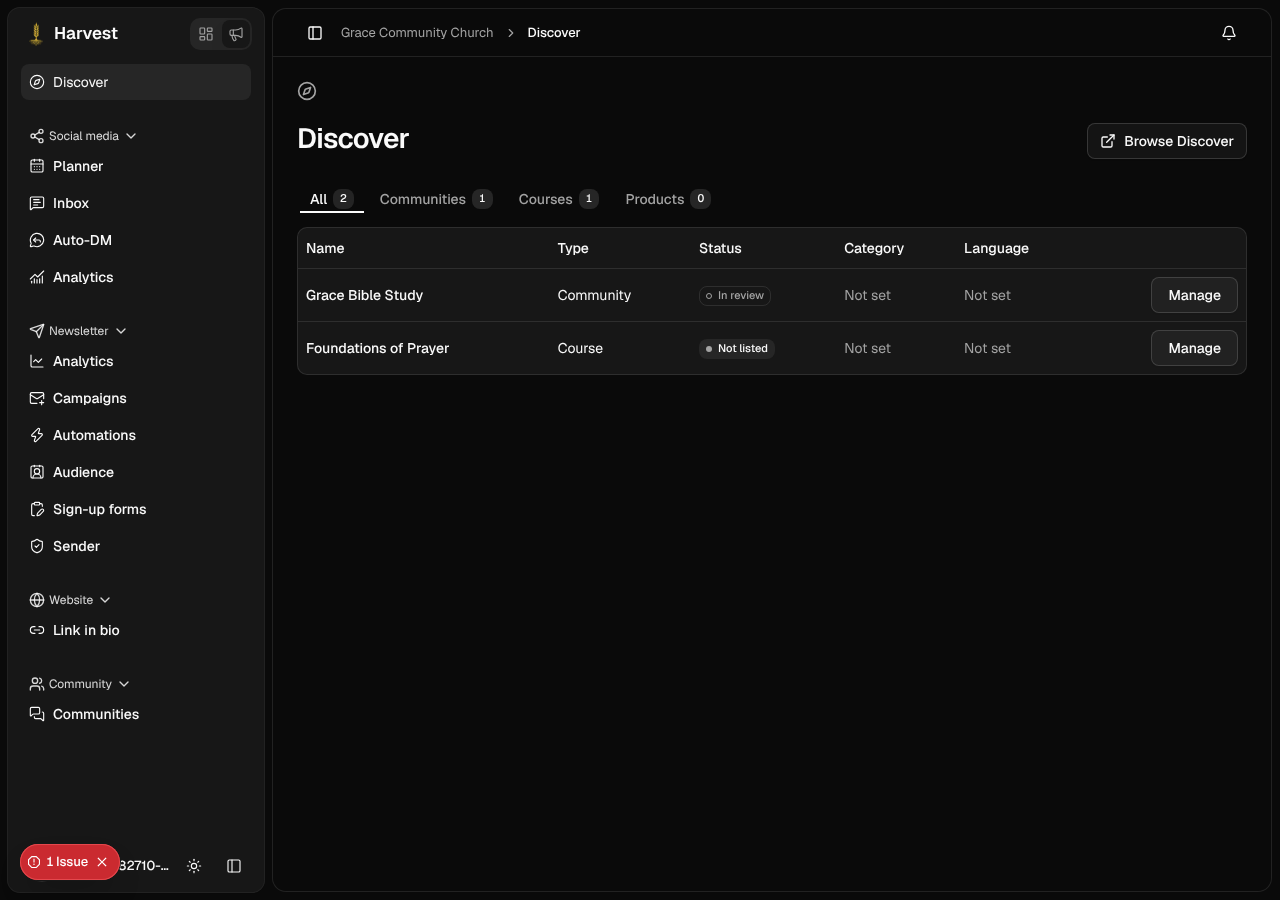 Harvest
Discover
Social media
Planner
Inbox
Auto-DM
Analytics
Newsletter
Analytics
Campaigns
Automations
Audience
Sign-up forms
Sender
Website
Link in bio
Community
Communities
1 Issue
82710-...
Grace Community Church > Discover
Discover
Browse Discover
All 2 Communities 1 Courses 1 Products 0
Name Type Status Category Language
Grace Bible Study Community In review Not set Not set Manage
Foundations of Prayer Course Not listed Not set Not set Manage